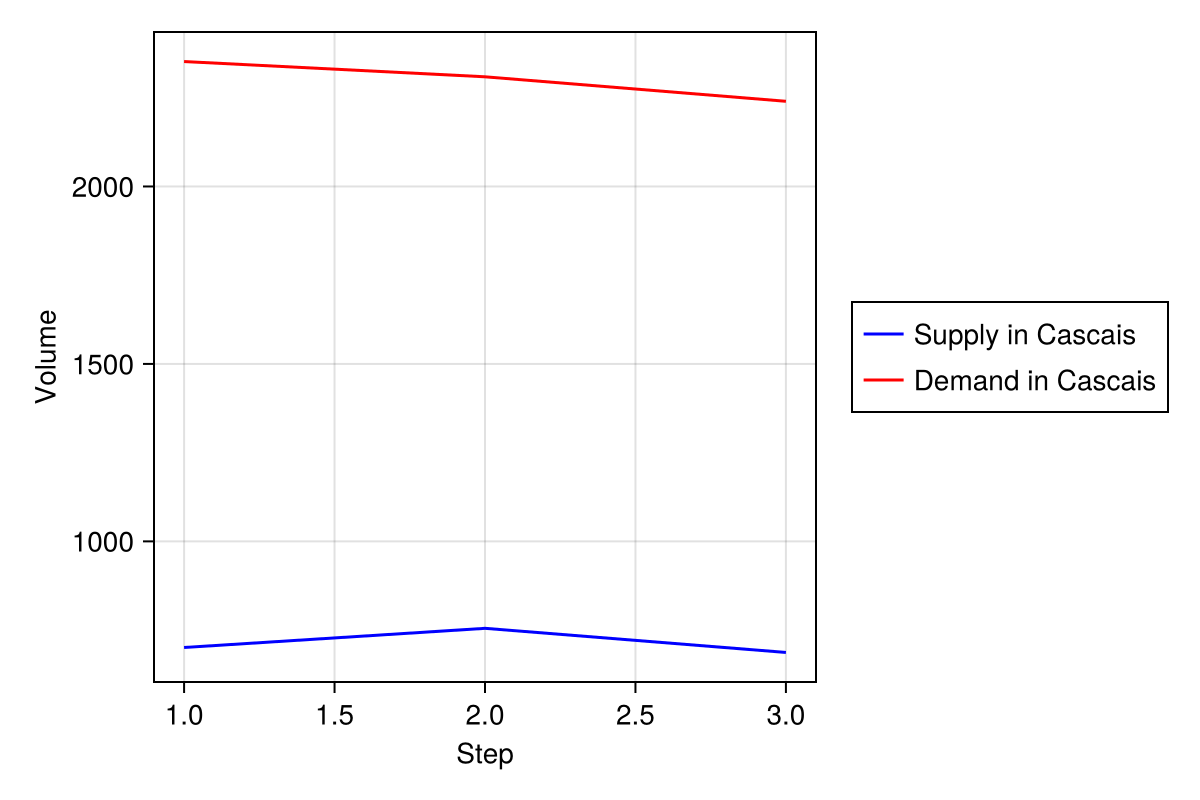 2000
1500
1000
Volume
1.0 1.5 2.0 2.5 3.0
Step
Supply in Cascais
Demand in Cascais